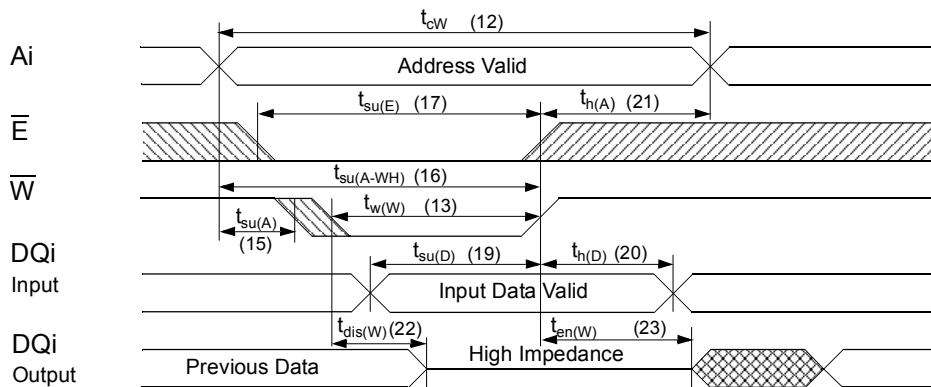 tcW (12)
Ai
Address Valid
tsu(E) (17)
th(A) (21)
E
tsu(A-WH) (16)
W
tw(W) (13)
tsu(A)
(15)
DQi
Input
tsu(D) (19)
th(D) (20)
Input Data Valid
tdis(W) (22)
ten(W) (23)
DQi
Output
Previous Data
High Impedance